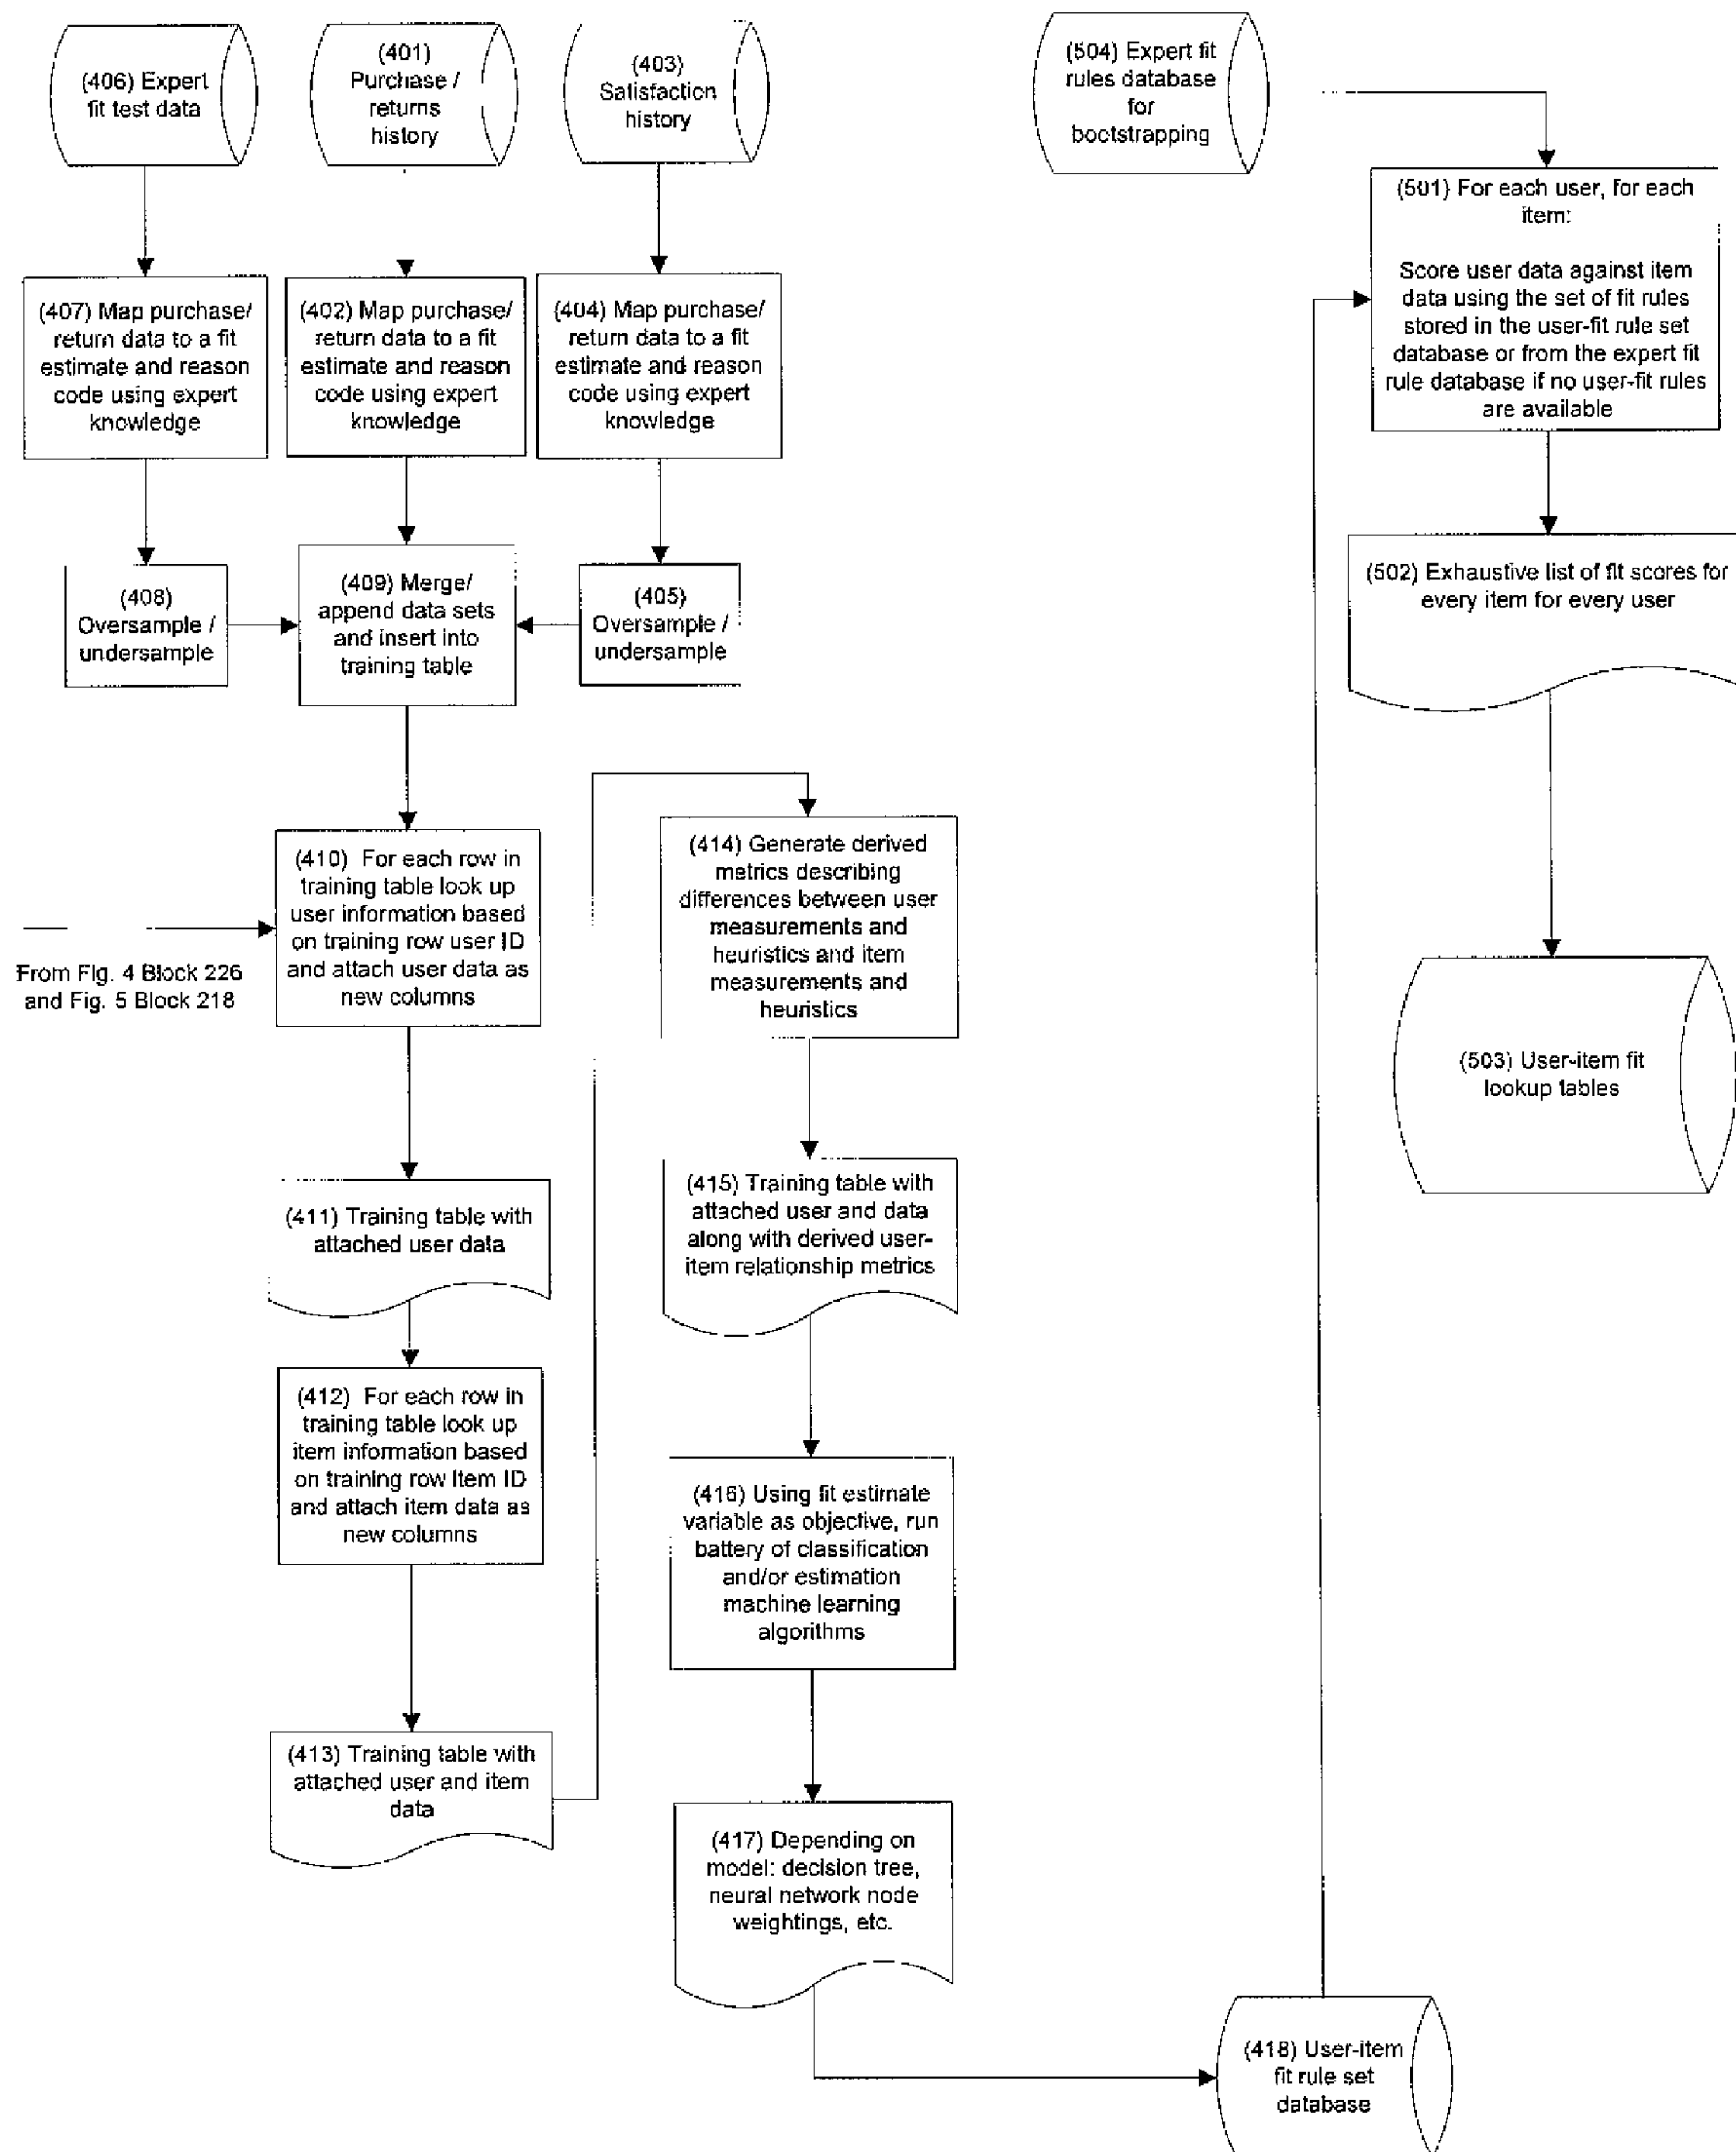 (406) Expert
fit test data
(401)
Purchase /
returns
history
(403)
Satisfaction
history
(504) Expert fit
rules database
for
bootstrapping
(407) Map purchase/
return data to a fit
estimate and reason
code using expert
knowledge
(402) Map purchase/
return data to a fit
estimate and reason
code using expert
knowledge
(404) Map purchase/
return data to a fit
estimate and reason
code using expert
knowledge
(501) For each user, for each
item:
Score user data against item
data using the set of fit rules
stored in the user-fit rule set
database or from the expert fit
rule database if no user-fit rules
are available
(408)
Oversample /
undersample
(409) Merge/
append data sets
and insert into
training table
(405)
Oversample /
undersample
(502) Exhaustive list of fit scores for
every item for every user
(503) User-item fit
lookup tables
From Fig. 4 Block 226
and Fig. 5 Block 218
(410) For each row in
training table look up
user information based
on training row user ID
and attach user data as
new columns
(411) Training table with
attached user data
(412) For each row in
training table look up
item information based
on training row Item ID
and attach item data as
new columns
(413) Training table with
attached user and item
data
(414) Generate derived
metrics describing
differences between user
measurements and
heuristics and item
measurements and
heuristics
(415) Training table with
attached user and data
along with derived user-
item relationship metrics
(416) Using fit estimate
variable as objective, run
battery of classification
and/or estimation
machine learning
algorithms
(417) Depending on
model: decision tree,
neural network node
weightings, etc.
(418) User-item
fit rule set
database